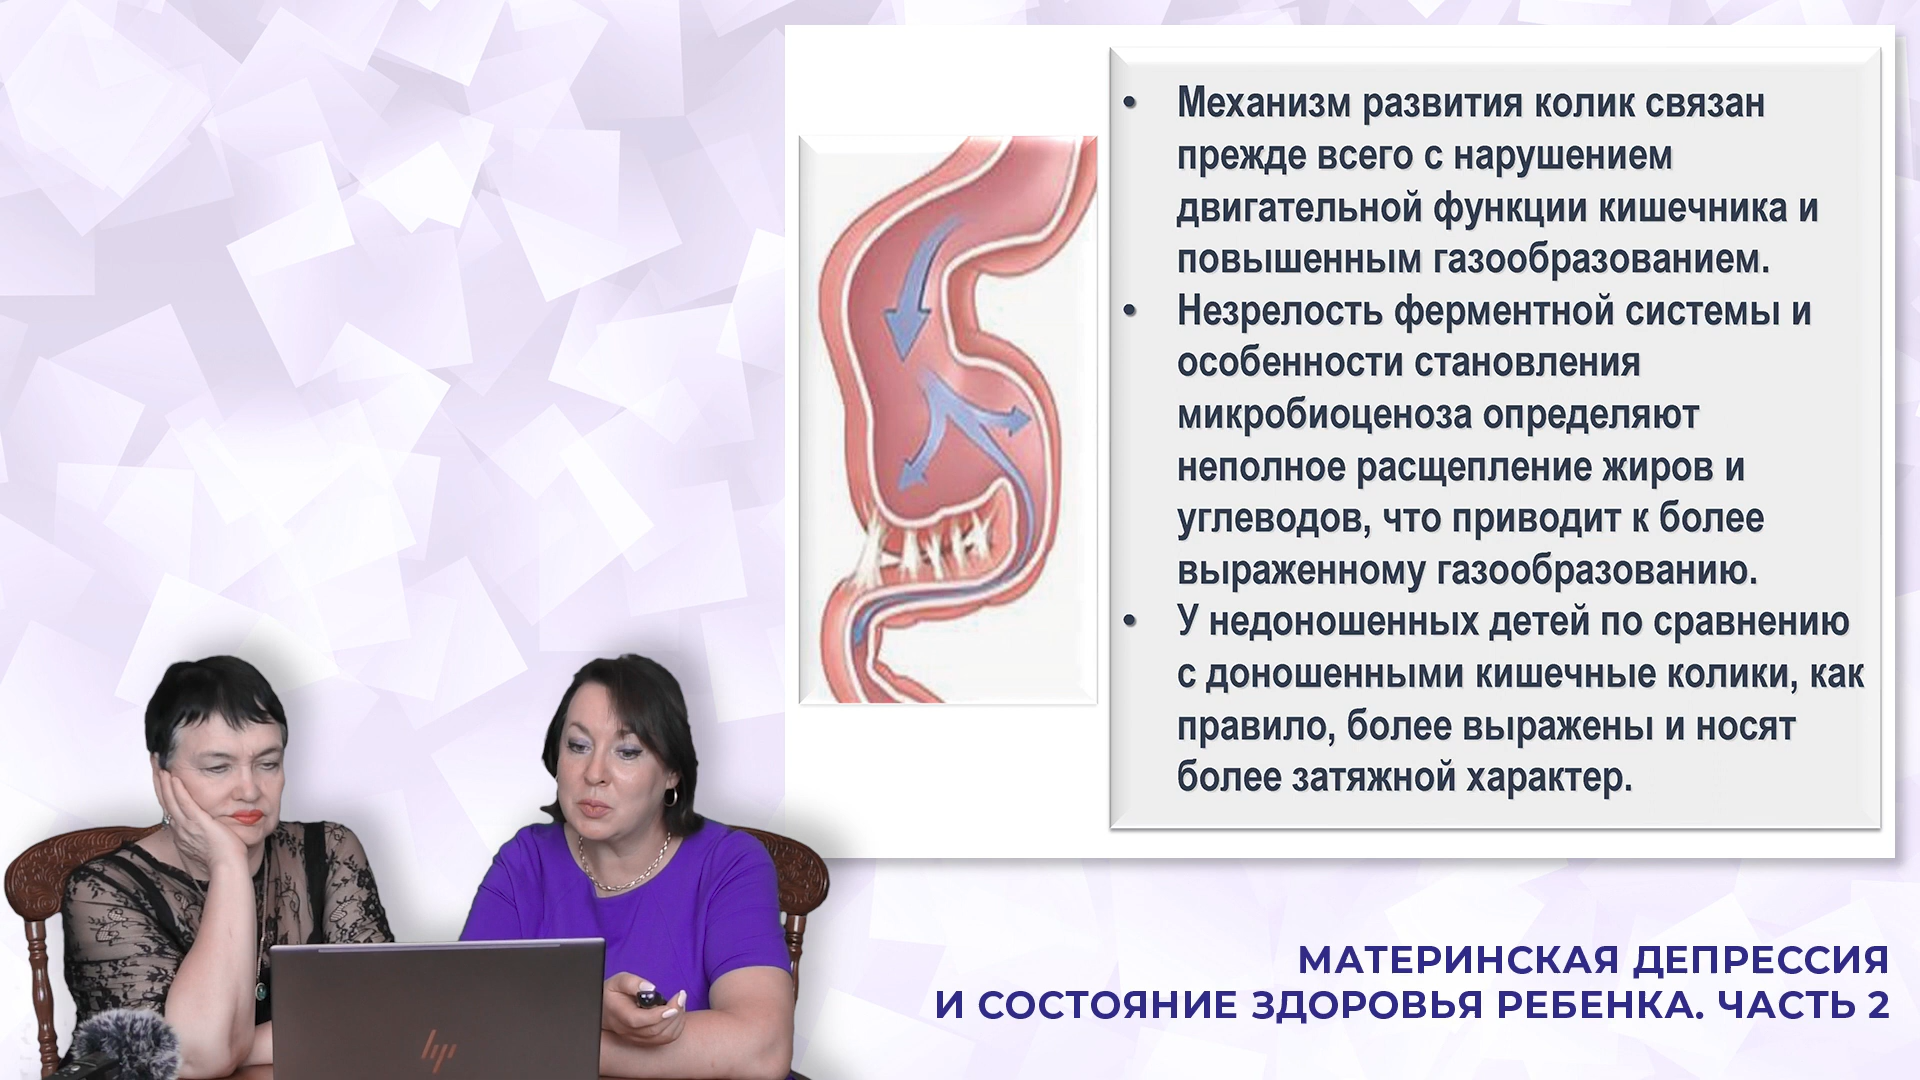 • Механизм развития колик связан
прежде всего с нарушением
двигательной функции кишечника и
повышенным газообразованием.
• Незрелость ферментной системы и
особенности становления
микробиоценоза определяют
неполное расщепление жиров и
углеводов, что приводит к более
выраженному газообразованию.
• У недоношенных детей по сравнению
с доношенными кишечные колики, как
правило, более выражены и носят
более затяжной характер.
hp
МАТЕРИНСКАЯ ДЕПРЕССИЯ
И СОСТОЯНИЕ ЗДОРОВЬЯ РЕБЕНКА. ЧАСТЬ 2